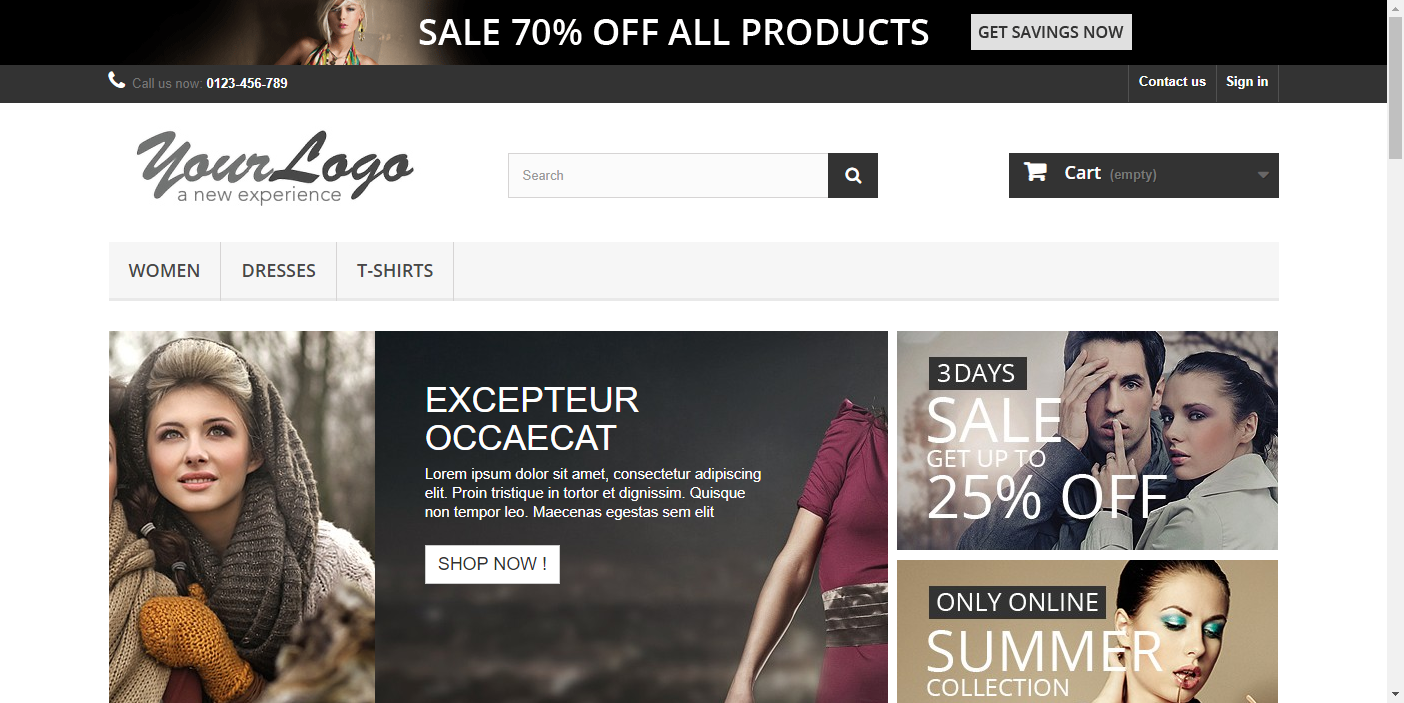 SALE 70% OFF ALL PRODUCTS
GET SAVINGS NOW
Call us now: 0123-456-789
Contact us
Sign in
YourLogo
a new experience
Search
Cart (empty)
WOMEN
DRESSES
T-SHIRTS
EXCEPTEUR
OCCAECAT
Lorem ipsum dolor sit amet, consectetur adipiscing
elit. Proin tristique in tortor et dignissim. Quisque
non tempor leo. Maecenas egestas sem elit
SHOP NOW !
3 DAYS
SALE
GET UP TO
25% OFF
ONLY ONLINE
SUMMER
COLLECTION